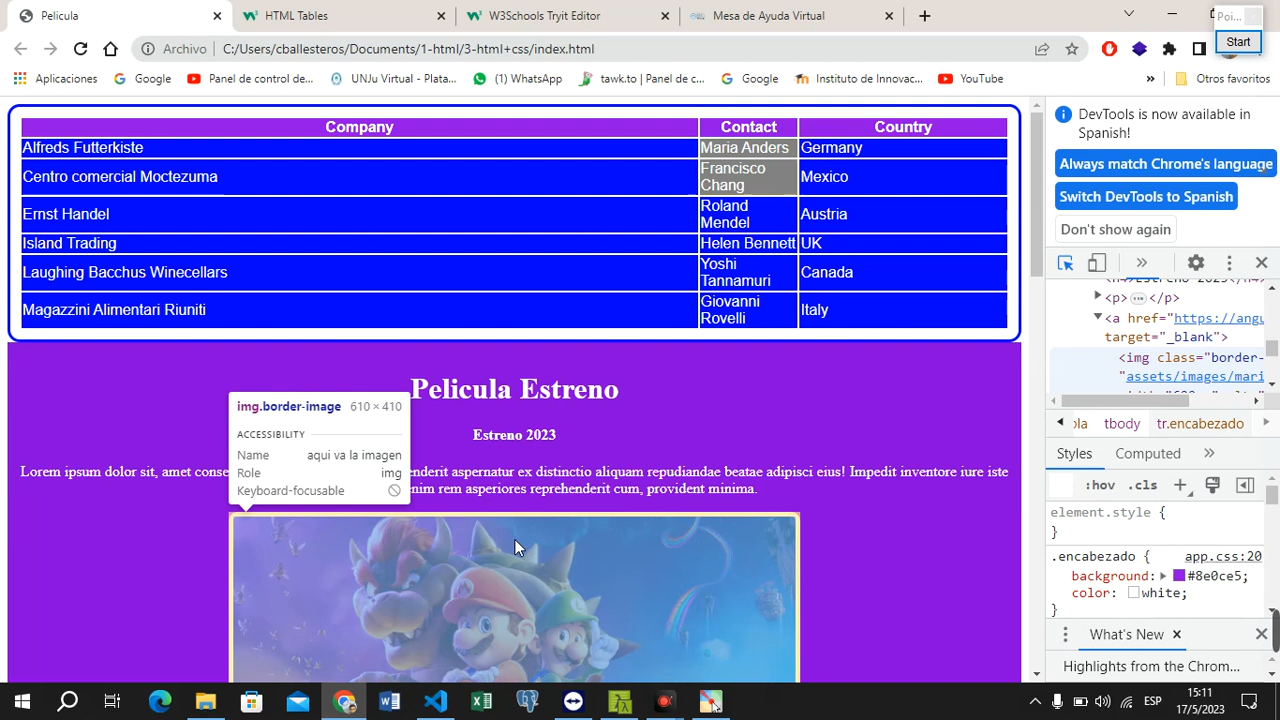 Película
HTML Tables
W3Schools Tryit Editor
Mesa de Ayuda Virtual
Poi...
Start
Archivo
C:/Users/cballesteros/Documents/1-html/3-html+css/index.html
Aplicaciones
Google
Panel de control de...
UNJu Virtual - Plata...
(1) WhatsApp
tawk.to | Panel de c...
Google
Instituto de Innovac...
YouTube
»
Otros favoritos
Company Contact Country
Alfreds Futterkiste Maria Anders Germany
Centro comercial Moctezuma Francisco Chang Mexico
Ernst Handel Roland Mendel Austria
Island Trading Helen Bennett UK
Laughing Bacchus Winecellars Yoshi Tannamuri Canada
Magazzini Alimentari Riuniti Giovanni Rovelli Italy
Pelicula Estreno
Estreno 2023
Lorem ipsum dolor sit, amet conse
enderit aspernatur ex distinctio aliquam repudiandae beatae adipisci eius! Impedit inventore iure iste
enim rem asperiores reprehenderit cum, provident minima.
img.border-image 610 × 410
ACCESSIBILITY
Name aqui va la imagen
Role img
Keyboard-focusable
DevTools is now available in
Spanish!
Always match Chrome's language
Switch DevTools to Spanish
Don't show again
»
<p> ... </p>
<a href="https://angu
target="_blank">
<img class="border-
"assets/images/mari
ola tbody tr.encabezado
Styles Computed »
:hov .cls
element.style {
}
.encabezado { app.css:20
background: #8e0ce5;
color: white;
}
What's New ×
Highlights from the Chrom...
ESP
15:11
17/5/2023